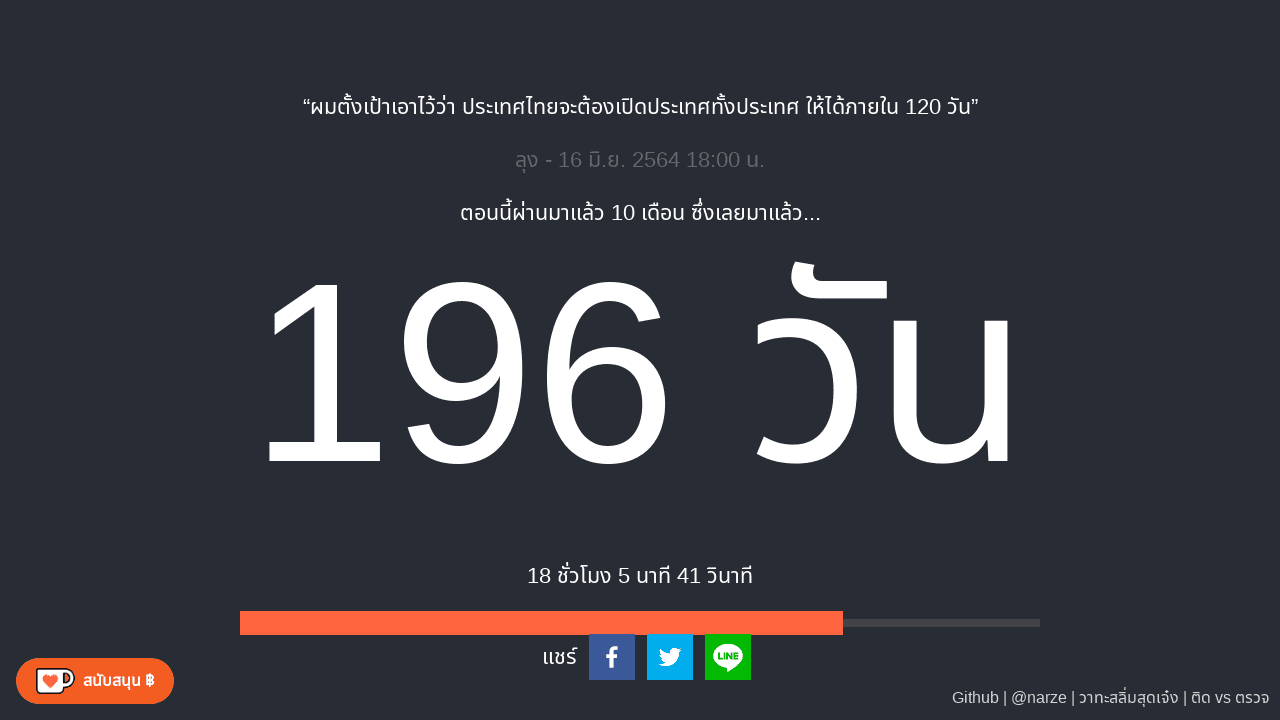 “ผมตั้งเป้าเอาไว้ว่า ประเทศไทยจะต้องเปิดประเทศทั้งประเทศ ให้ได้ภายใน 120 วัน”
ลุง - 16 มิ.ย. 2564 18:00 น.
ตอนนี้ผ่านมาแล้ว 10 เดือน ซึ่งเลยมาแล้ว...
196 วัน
18 ชั่วโมง 5 นาที 41 วินาที
แชร์
LINE
สนับสนุน ฿
Github | @narze | วาทะสลิ่มสุดเจ๋ง | ติด vs ตรวจ